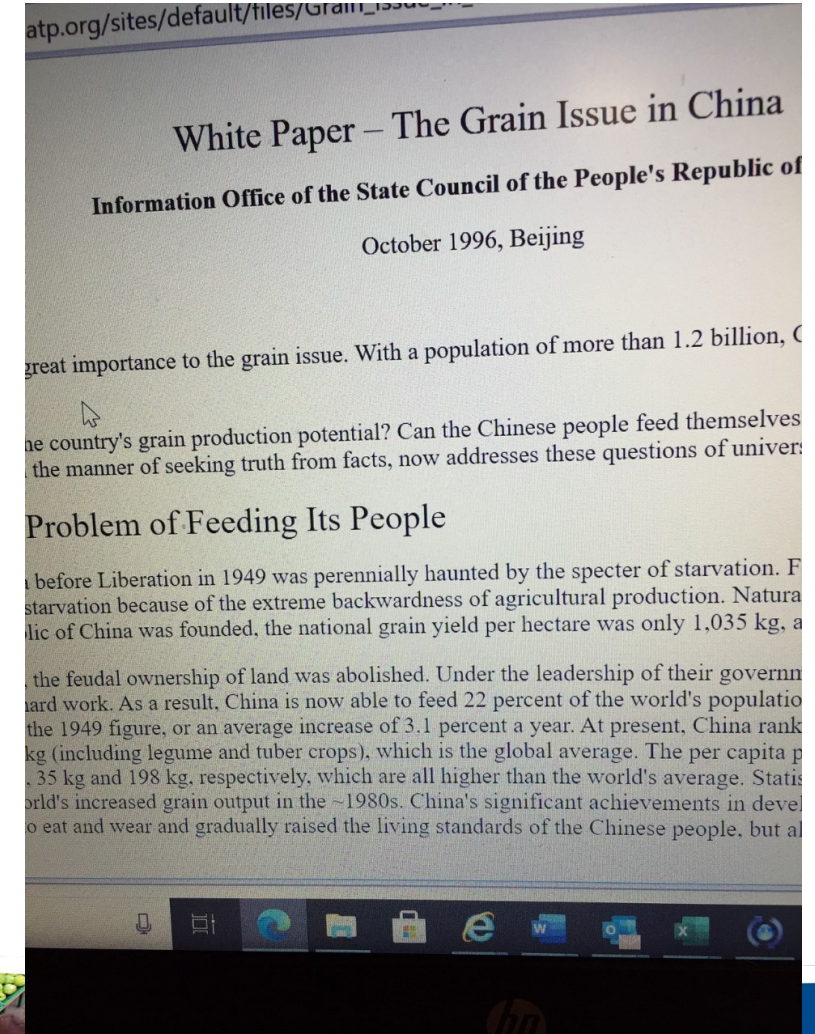 atp.org/sites/default/files/Grain_Issue_in_
White Paper – The Grain Issue in China
Information Office of the State Council of the People's Republic of
October 1996, Beijing
great importance to the grain issue. With a population of more than 1.2 billion, C
he country's grain production potential? Can the Chinese people feed themselves
the manner of seeking truth from facts, now addresses these questions of univers
Problem of Feeding Its People
before Liberation in 1949 was perennially haunted by the specter of starvation. F
starvation because of the extreme backwardness of agricultural production. Natura
lic of China was founded, the national grain yield per hectare was only 1,035 kg, a
, the feudal ownership of land was abolished. Under the leadership of their governm
hard work. As a result, China is now able to feed 22 percent of the world's populatio
the 1949 figure, or an average increase of 3.1 percent a year. At present, China rank
kg (including legume and tuber crops), which is the global average. The per capita p
, 35 kg and 198 kg, respectively, which are all higher than the world's average. Statis
orld's increased grain output in the ~1980s. China's significant achievements in devel
o eat and wear and gradually raised the living standards of the Chinese people, but al
hp